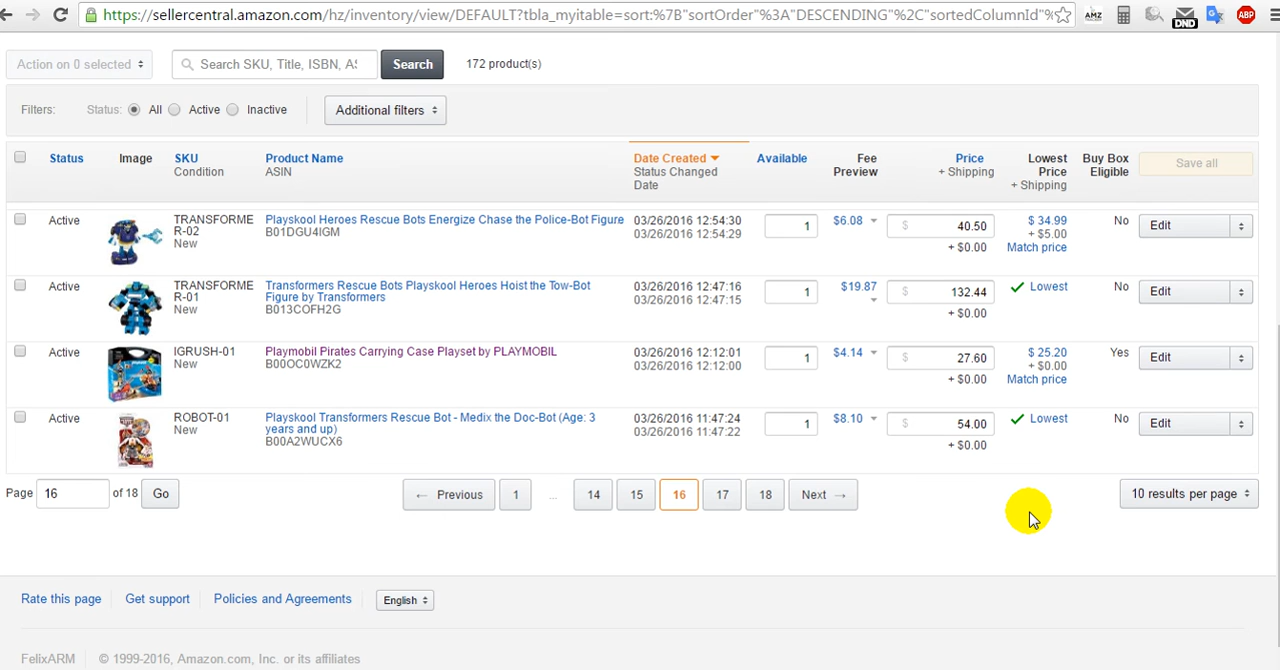 https://sellercentral.amazon.com/hz/inventory/view/DEFAULT?tbla_myitable=sort:%7B"sortOrder"%3A"DESCENDING"%2C"sortedColumnId"%
AMZ
DND
ABP
Action on 0 selected
Search SKU, Title, ISBN, AS
Search
172 product(s)
Filters: Status: All Active Inactive Additional filters
Status Image SKU Product Name Date Created Available Fee Price Lowest Buy Box Save all
Condition ASIN Status Changed Preview + Shipping Price Eligible
Date + Shipping
Active TRANSFORME Playskool Heroes Rescue Bots Energize Chase the Police-Bot Figure 03/26/2016 12:54:30 1 $6.08 $ 40.50 $ 34.99 No Edit
R-02 B01DGU4IGM 03/26/2016 12:54:29 + $5.00
New + $0.00 Match price
Active TRANSFORME Transformers Rescue Bots Playskool Heroes Hoist the Tow-Bot 03/26/2016 12:47:16 1 $19.87 $ 132.44 Lowest No Edit
R-01 Figure by Transformers 03/26/2016 12:47:15
New B013COFH2G + $0.00
Active IGRUSH-01 Playmobil Pirates Carrying Case Playset by PLAYMOBIL 03/26/2016 12:12:01 1 $4.14 $ 27.60 $ 25.20 Yes Edit
New B00OC0WZK2 03/26/2016 12:12:00 + $0.00
+ $0.00 Match price
Active ROBOT-01 Playskool Transformers Rescue Bot - Medix the Doc-Bot (Age: 3 03/26/2016 11:47:24 1 $8.10 $ 54.00 Lowest No Edit
New years and up) 03/26/2016 11:47:22
B00A2WUCX6 + $0.00
Page 16 of 18 Go ← Previous 1 ... 14 15 16 17 18 Next → 10 results per page
Rate this page Get support Policies and Agreements English
FelixARM © 1999-2016, Amazon.com, Inc. or its affiliates